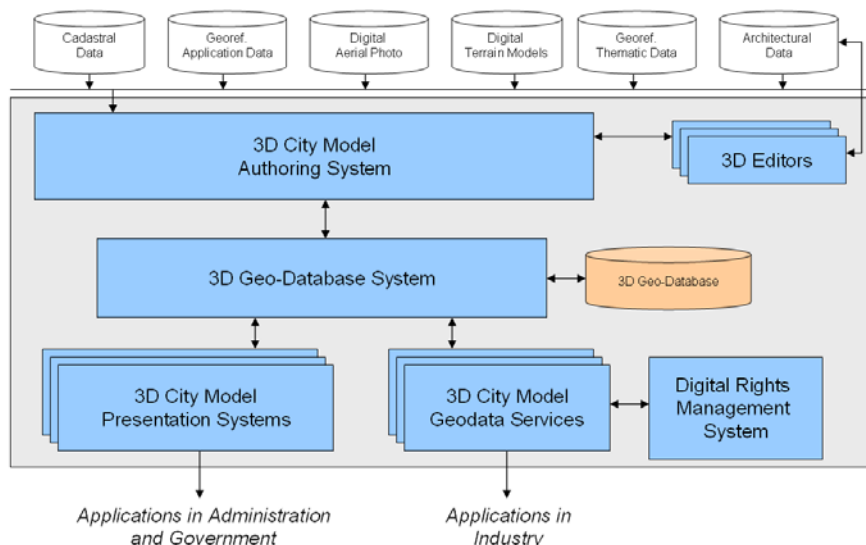 Cadastral
Data
Georef.
Application Data
Digital
Aerial Photo
Digital
Terrain Models
Georef.
Thematic Data
Architectural
Data
3D City Model
Authoring System
3D Editors
3D Geo-Database System
3D Geo-Database
3D City Model
Presentation Systems
3D City Model
Geodata Services
Digital Rights
Management
System
Applications in Administration
and Government
Applications in
Industry